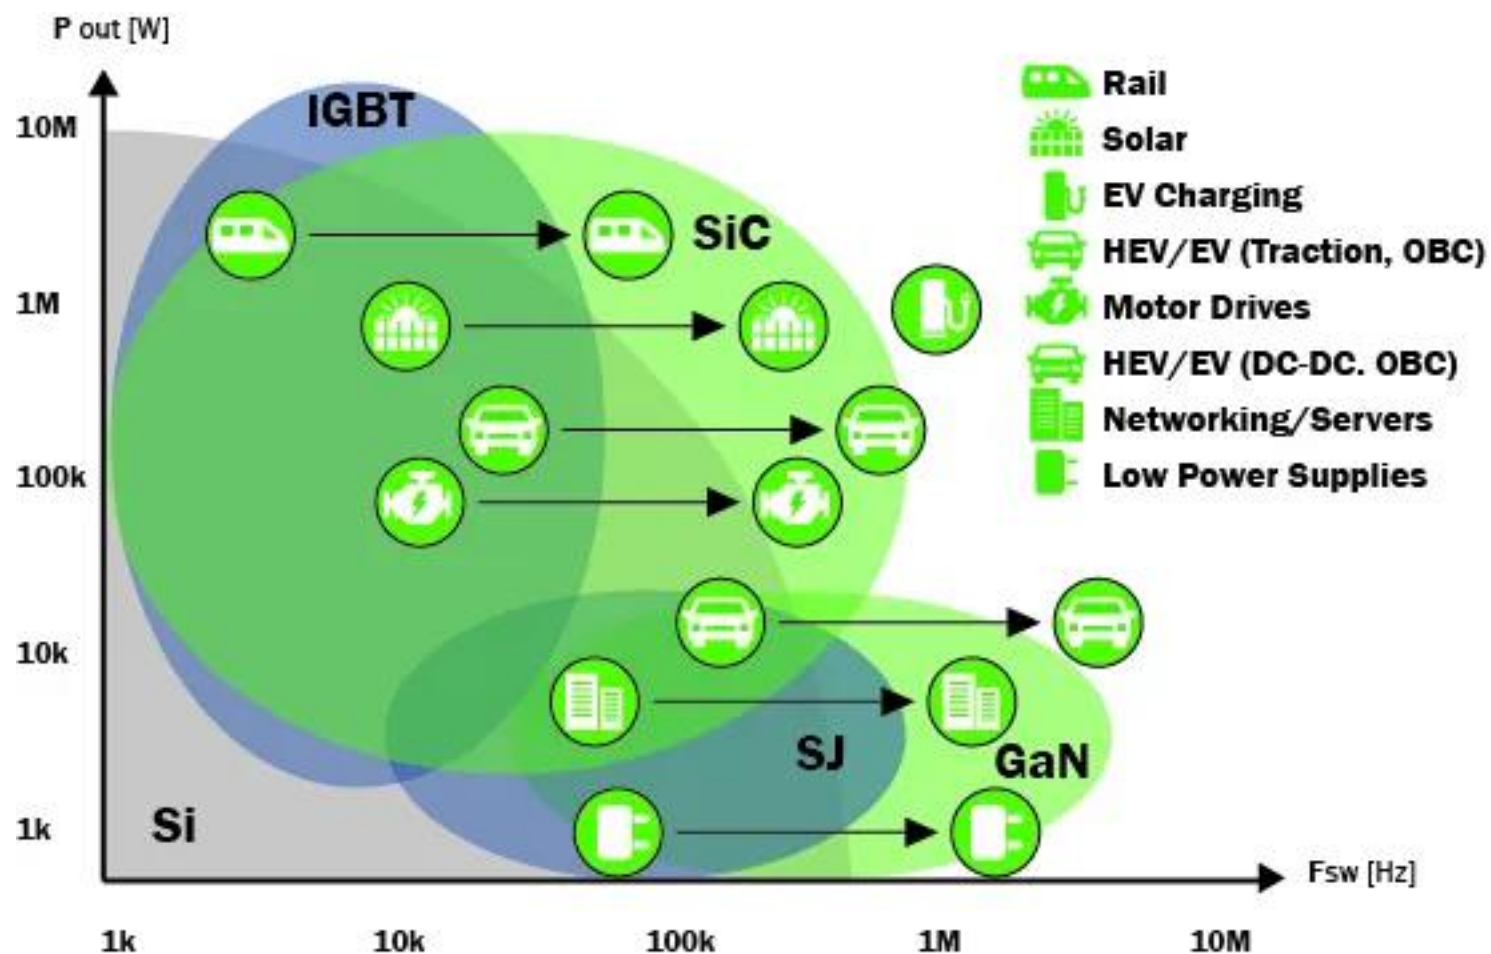 P out [W]
10M
1M
100k
10k
1k
IGBT
SiC
SJ
GaN
Si
Rail
Solar
EV Charging
HEV/EV (Traction, OBC)
Motor Drives
HEV/EV (DC-DC. OBC)
Networking/Servers
Low Power Supplies
Fsw [Hz]
1k
10k
100k
1M
10M